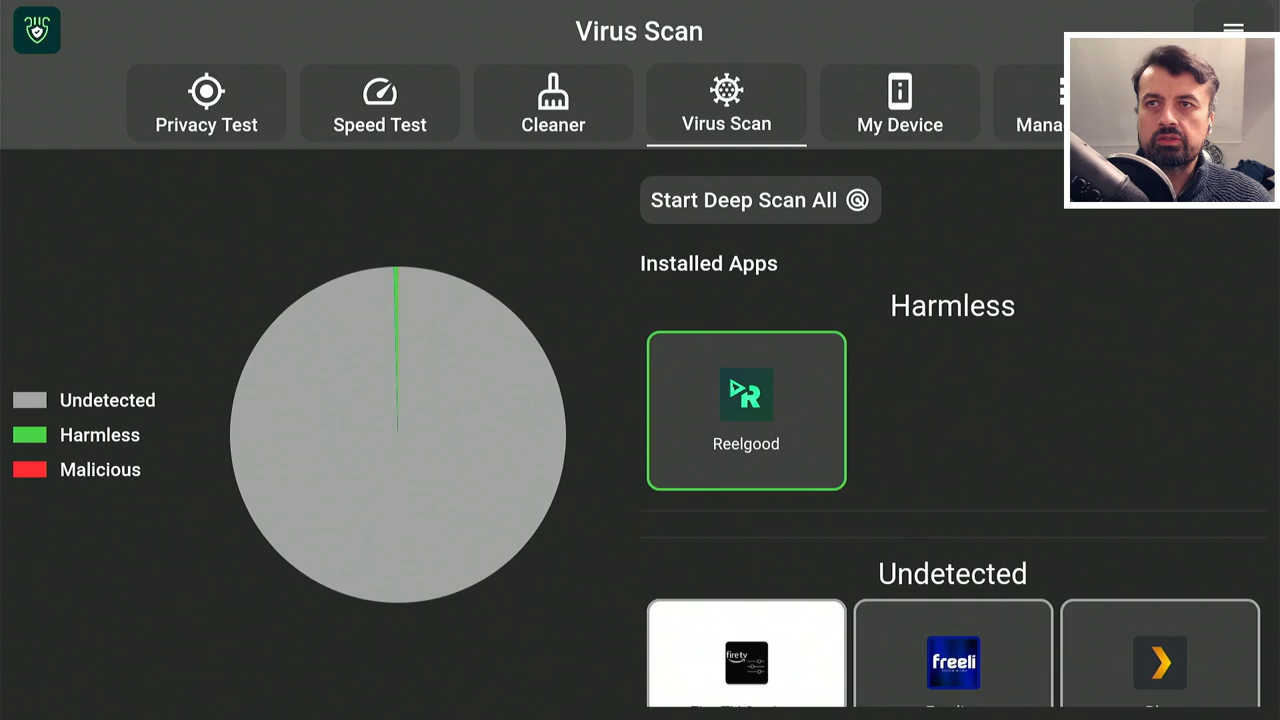 Virus Scan
Privacy Test
Speed Test
Cleaner
Virus Scan
My Device
Mana
Start Deep Scan All
Installed Apps
Harmless
Reelgood
Undetected
Harmless
Malicious
Undetected
firetv
freeli